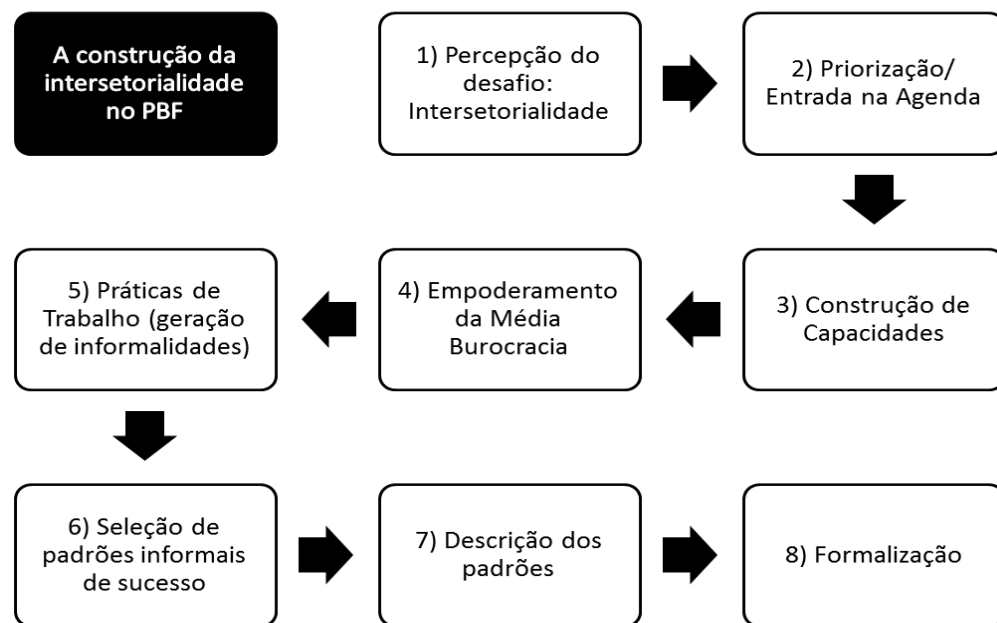 A construção da
intersetorialidade
no PBF
1) Percepção do
desafio:
Intersetorialidade
2) Priorização/
Entrada na Agenda
3) Construção de
Capacidades
4) Empoderamento
da Média
Burocracia
5) Práticas de
Trabalho (geração
de informalidades)
6) Seleção de
padrões informais
de sucesso
7) Descrição dos
padrões
8) Formalização